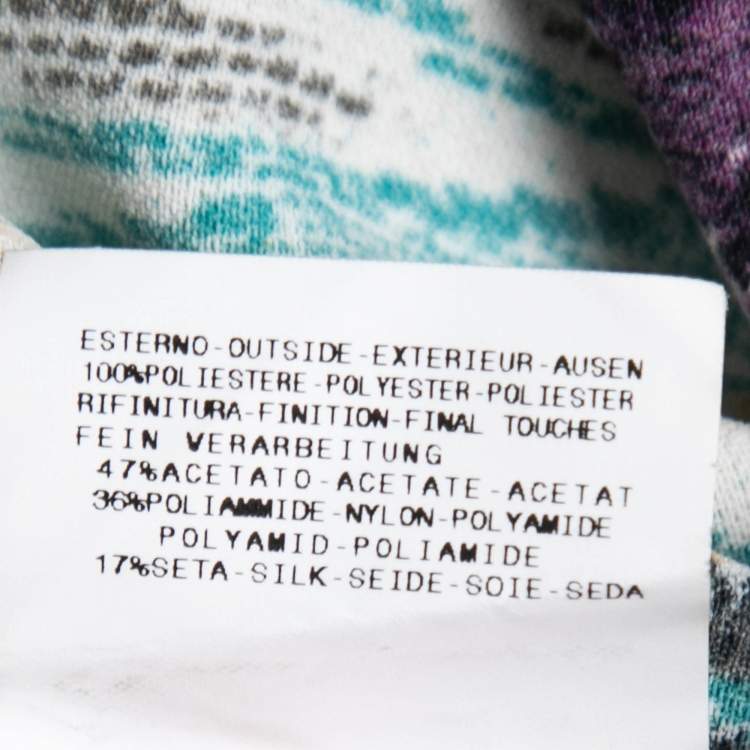 ESTERNO-OUTSIDE-EXTERIEUR-AUSEN
100%POLIESTERE-POLYESTER-POLIESTER
RIFINITURA-FINITION-FINAL TOUCHES
FEIN VERARBEITUNG
47%ACETATO-ACETATE-ACETAT
36%POLIAMMIDE-NYLON-POLYAMIDE
POLYAMID-POLIAMIDE
17%SETA-SILK-SEIDE-SOIE-SEDA